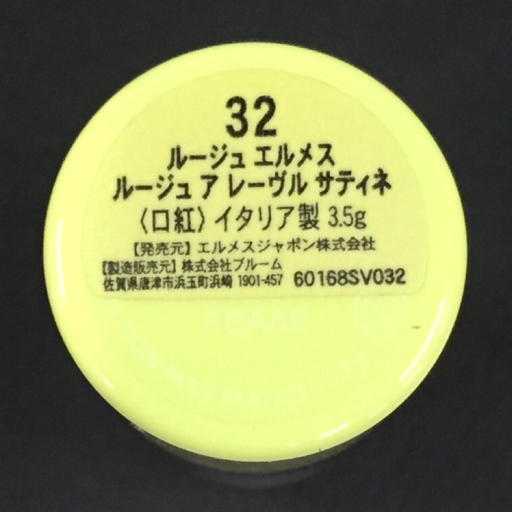 32
ルージュ エルメス
ルージュ ア レーヴル サティネ
〈口紅〉イタリア製 3.5g
【発売元】エルメスジャポン株式会社
【製造販売元】株式会社ブルーム
佐賀県唐津市浜玉町浜崎 1901-457 60168SV032